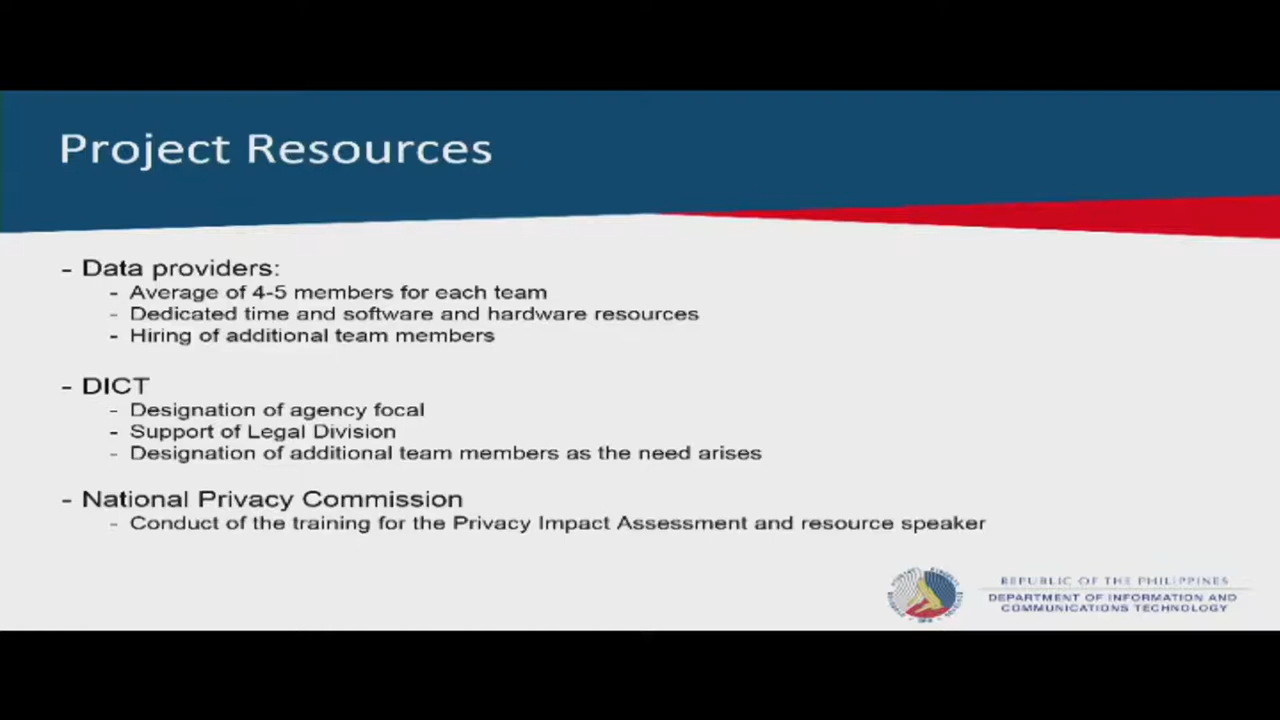 Project Resources
- Data providers:
- Average of 4-5 members for each team
- Dedicated time and software and hardware resources
- Hiring of additional team members
- DICT
- Designation of agency focal
- Support of Legal Division
- Designation of additional team members as the need arises
- National Privacy Commission
- Conduct of the training for the Privacy Impact Assessment and resource speaker
REPUBLIC OF THE PHILIPPINES
DEPARTMENT OF INFORMATION AND
COMMUNICATIONS TECHNOLOGY